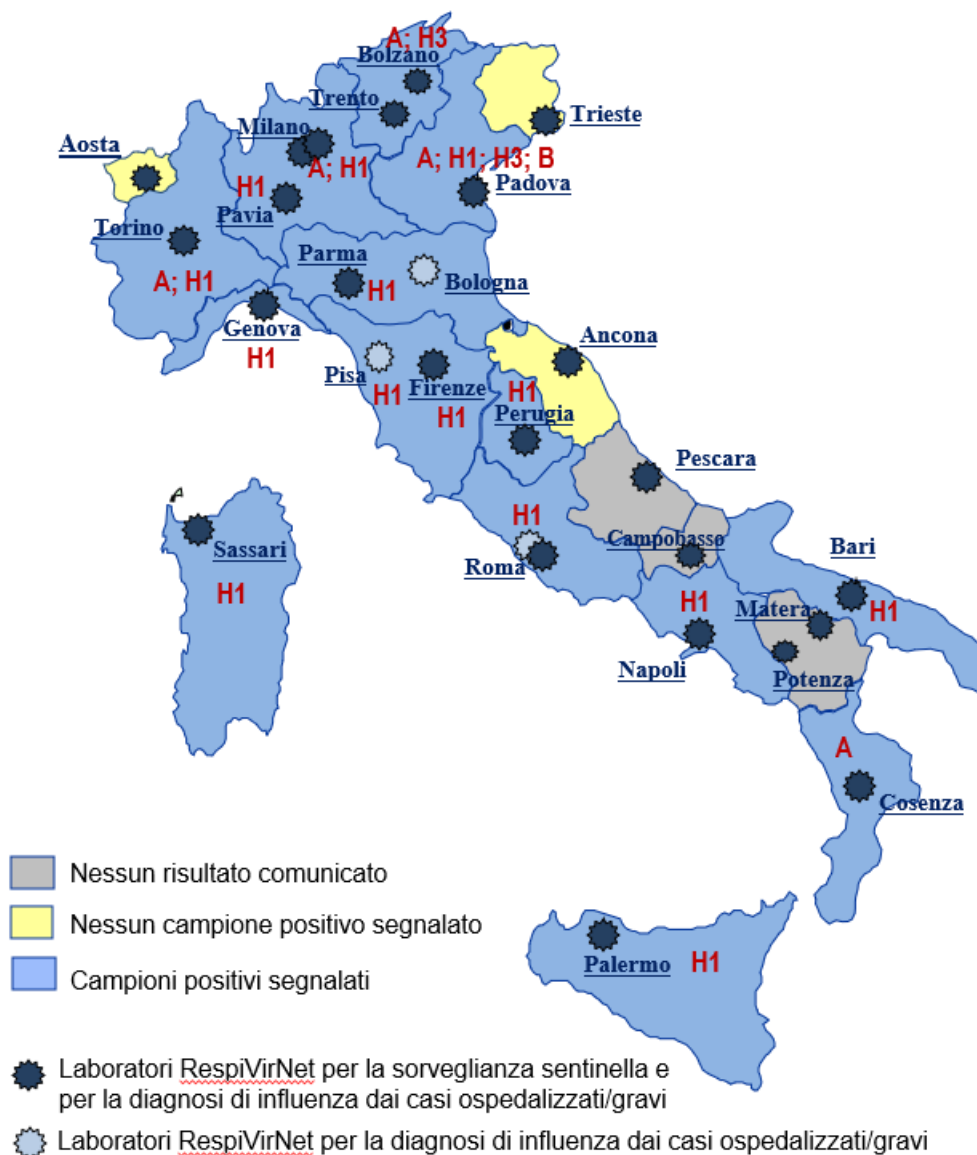 A; H3
Bolzano
Trento
Trieste
Milano
Aosta
A; H1; H3; B
A; H1
Padova
H1
Pavia
Torino
Parma
Bologna
A; H1
H1
Genova
H1
Ancona
Pisa
Firenze
H1
H1
H1
Perugia
Pescara
H1
Roma
Campobasso
Bari
Sassari
H1
H1
Matera
H1
Napoli
Potenza
A
Cosenza
Nessun risultato comunicato
Nessun campione positivo segnalato
Campioni positivi segnalati
Palermo
H1
Laboratori RespiVirNet per la sorveglianza sentinella e
per la diagnosi di influenza dai casi ospedalizzati/gravi
Laboratori RespiVirNet per la diagnosi di influenza dai casi ospedalizzati/gravi